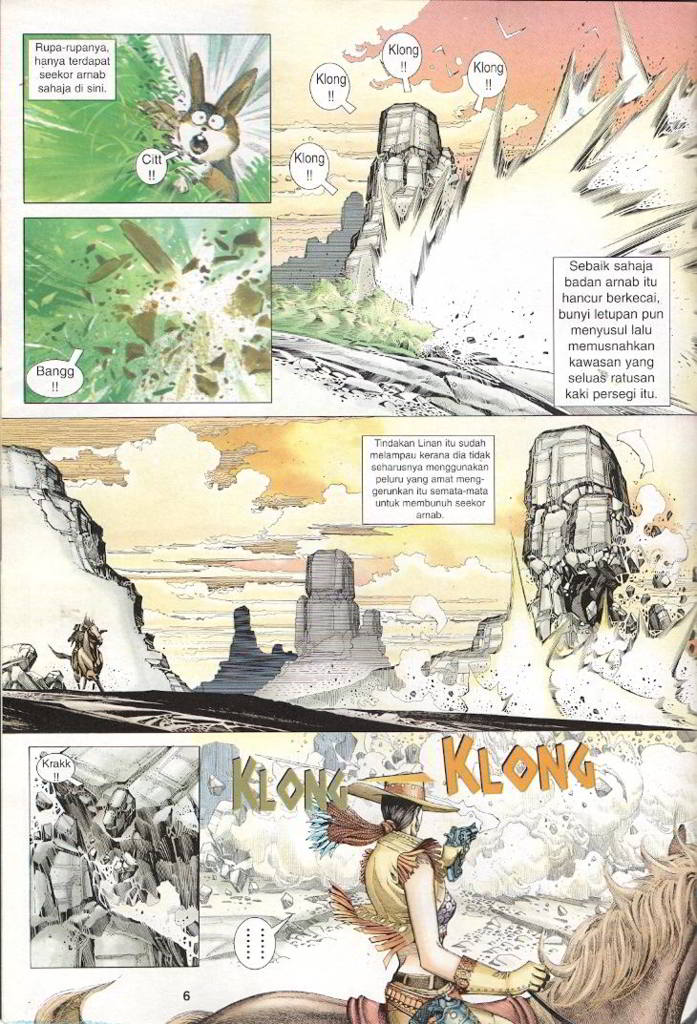 Rupa-rupanya,
hanya terdapat
seekor arnab
sahaja di sini.
Citt
!!
Bangg
!!
Klong
!!
Klong
!!
Klong
!!
Klong
!!
Sebaik sahaja
badan arnab itu
hancur berkecai,
bunyi letupan pun
menyusul lalu
memusnahkan
kawasan yang
seluas ratusan
kaki persegi itu.
Tindakan Linan itu sudah
melampau kerana dia tidak
seharusnya menggunakan
peluru yang amat meng-
gerunkan itu semata-mata
untuk membunuh seekor
arnab.
Krakk
!!
KLONG
KLONG
6